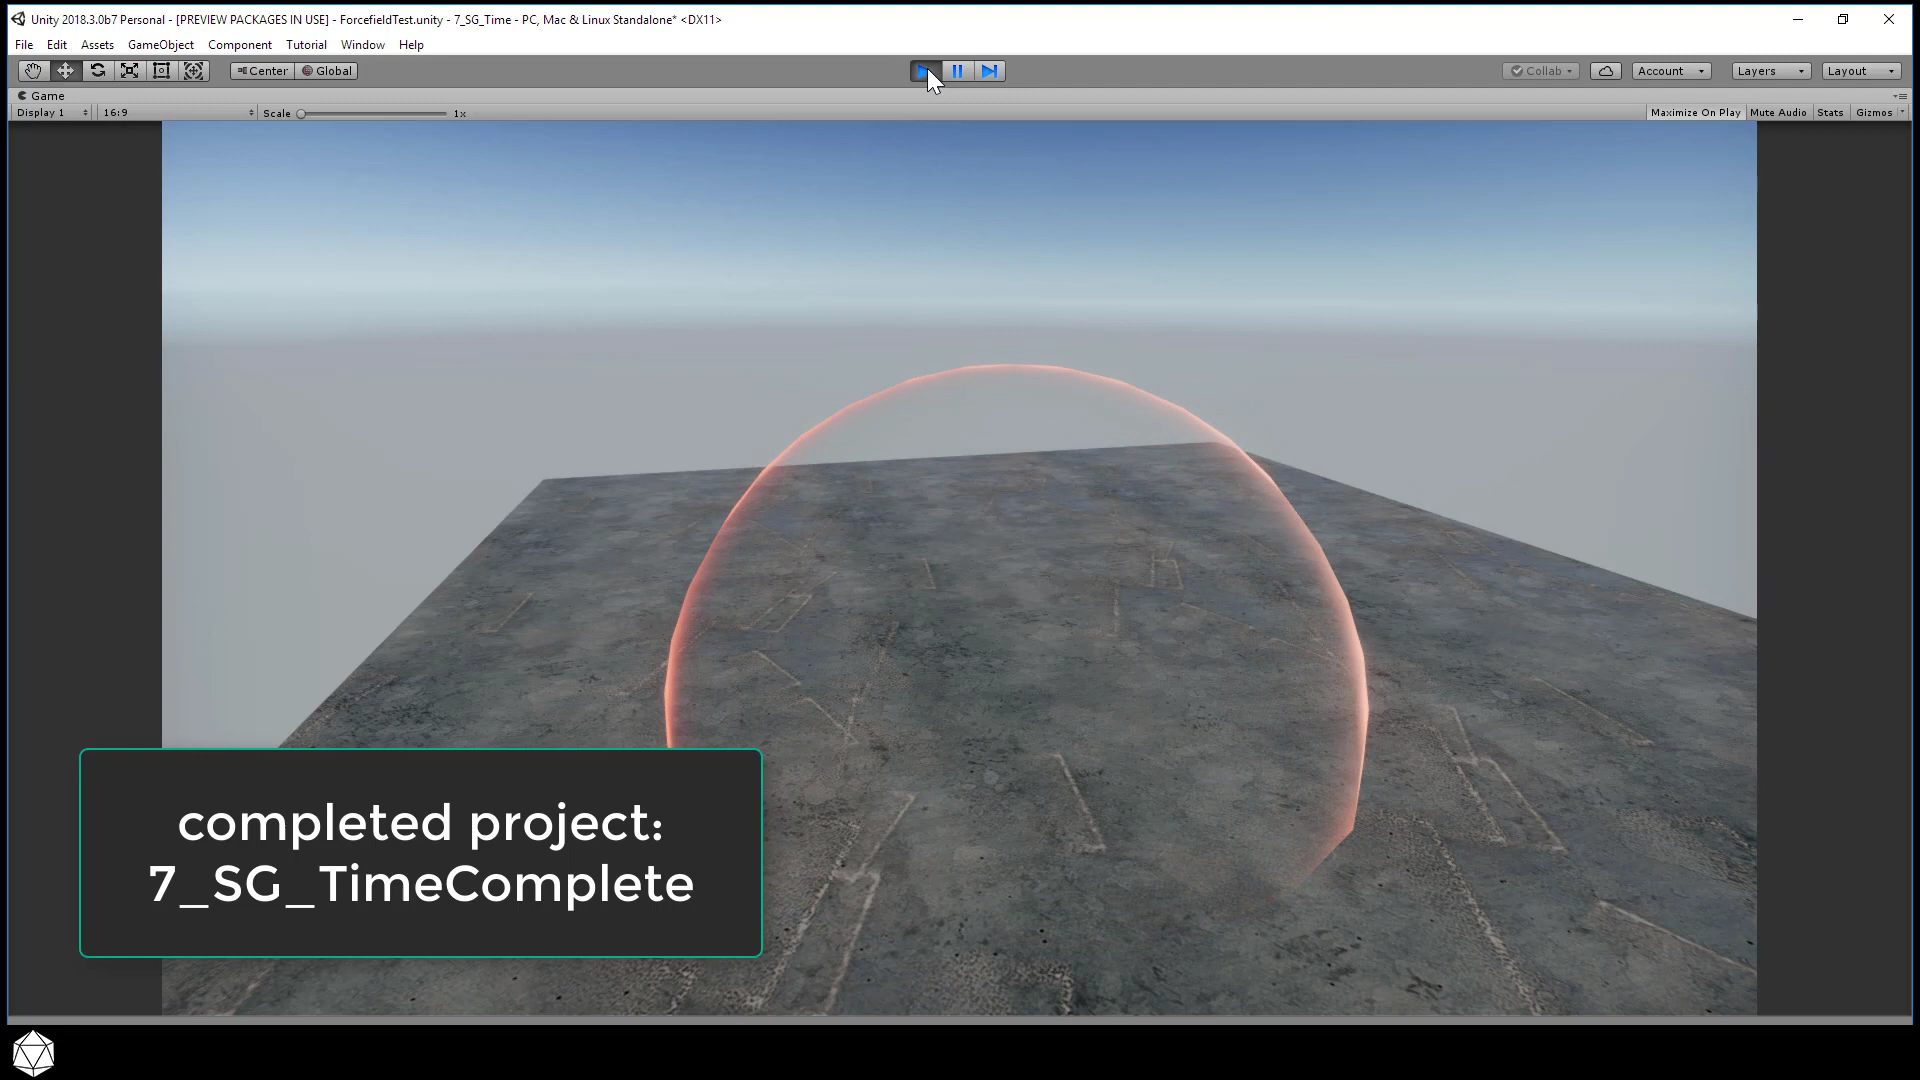 Unity 2018.3.0b7 Personal - [PREVIEW PACKAGES IN USE] - ForcefieldTest.unity - 7_SG_Time - PC, Mac & Linux Standalone* <DX11>
File Edit Assets GameObject Component Tutorial Window Help
Center Global Collab Account Layers Layout
Game
Display 1 16:9 Scale 1x Maximize On Play Mute Audio Stats Gizmos
completed project:
7_SG_TimeComplete